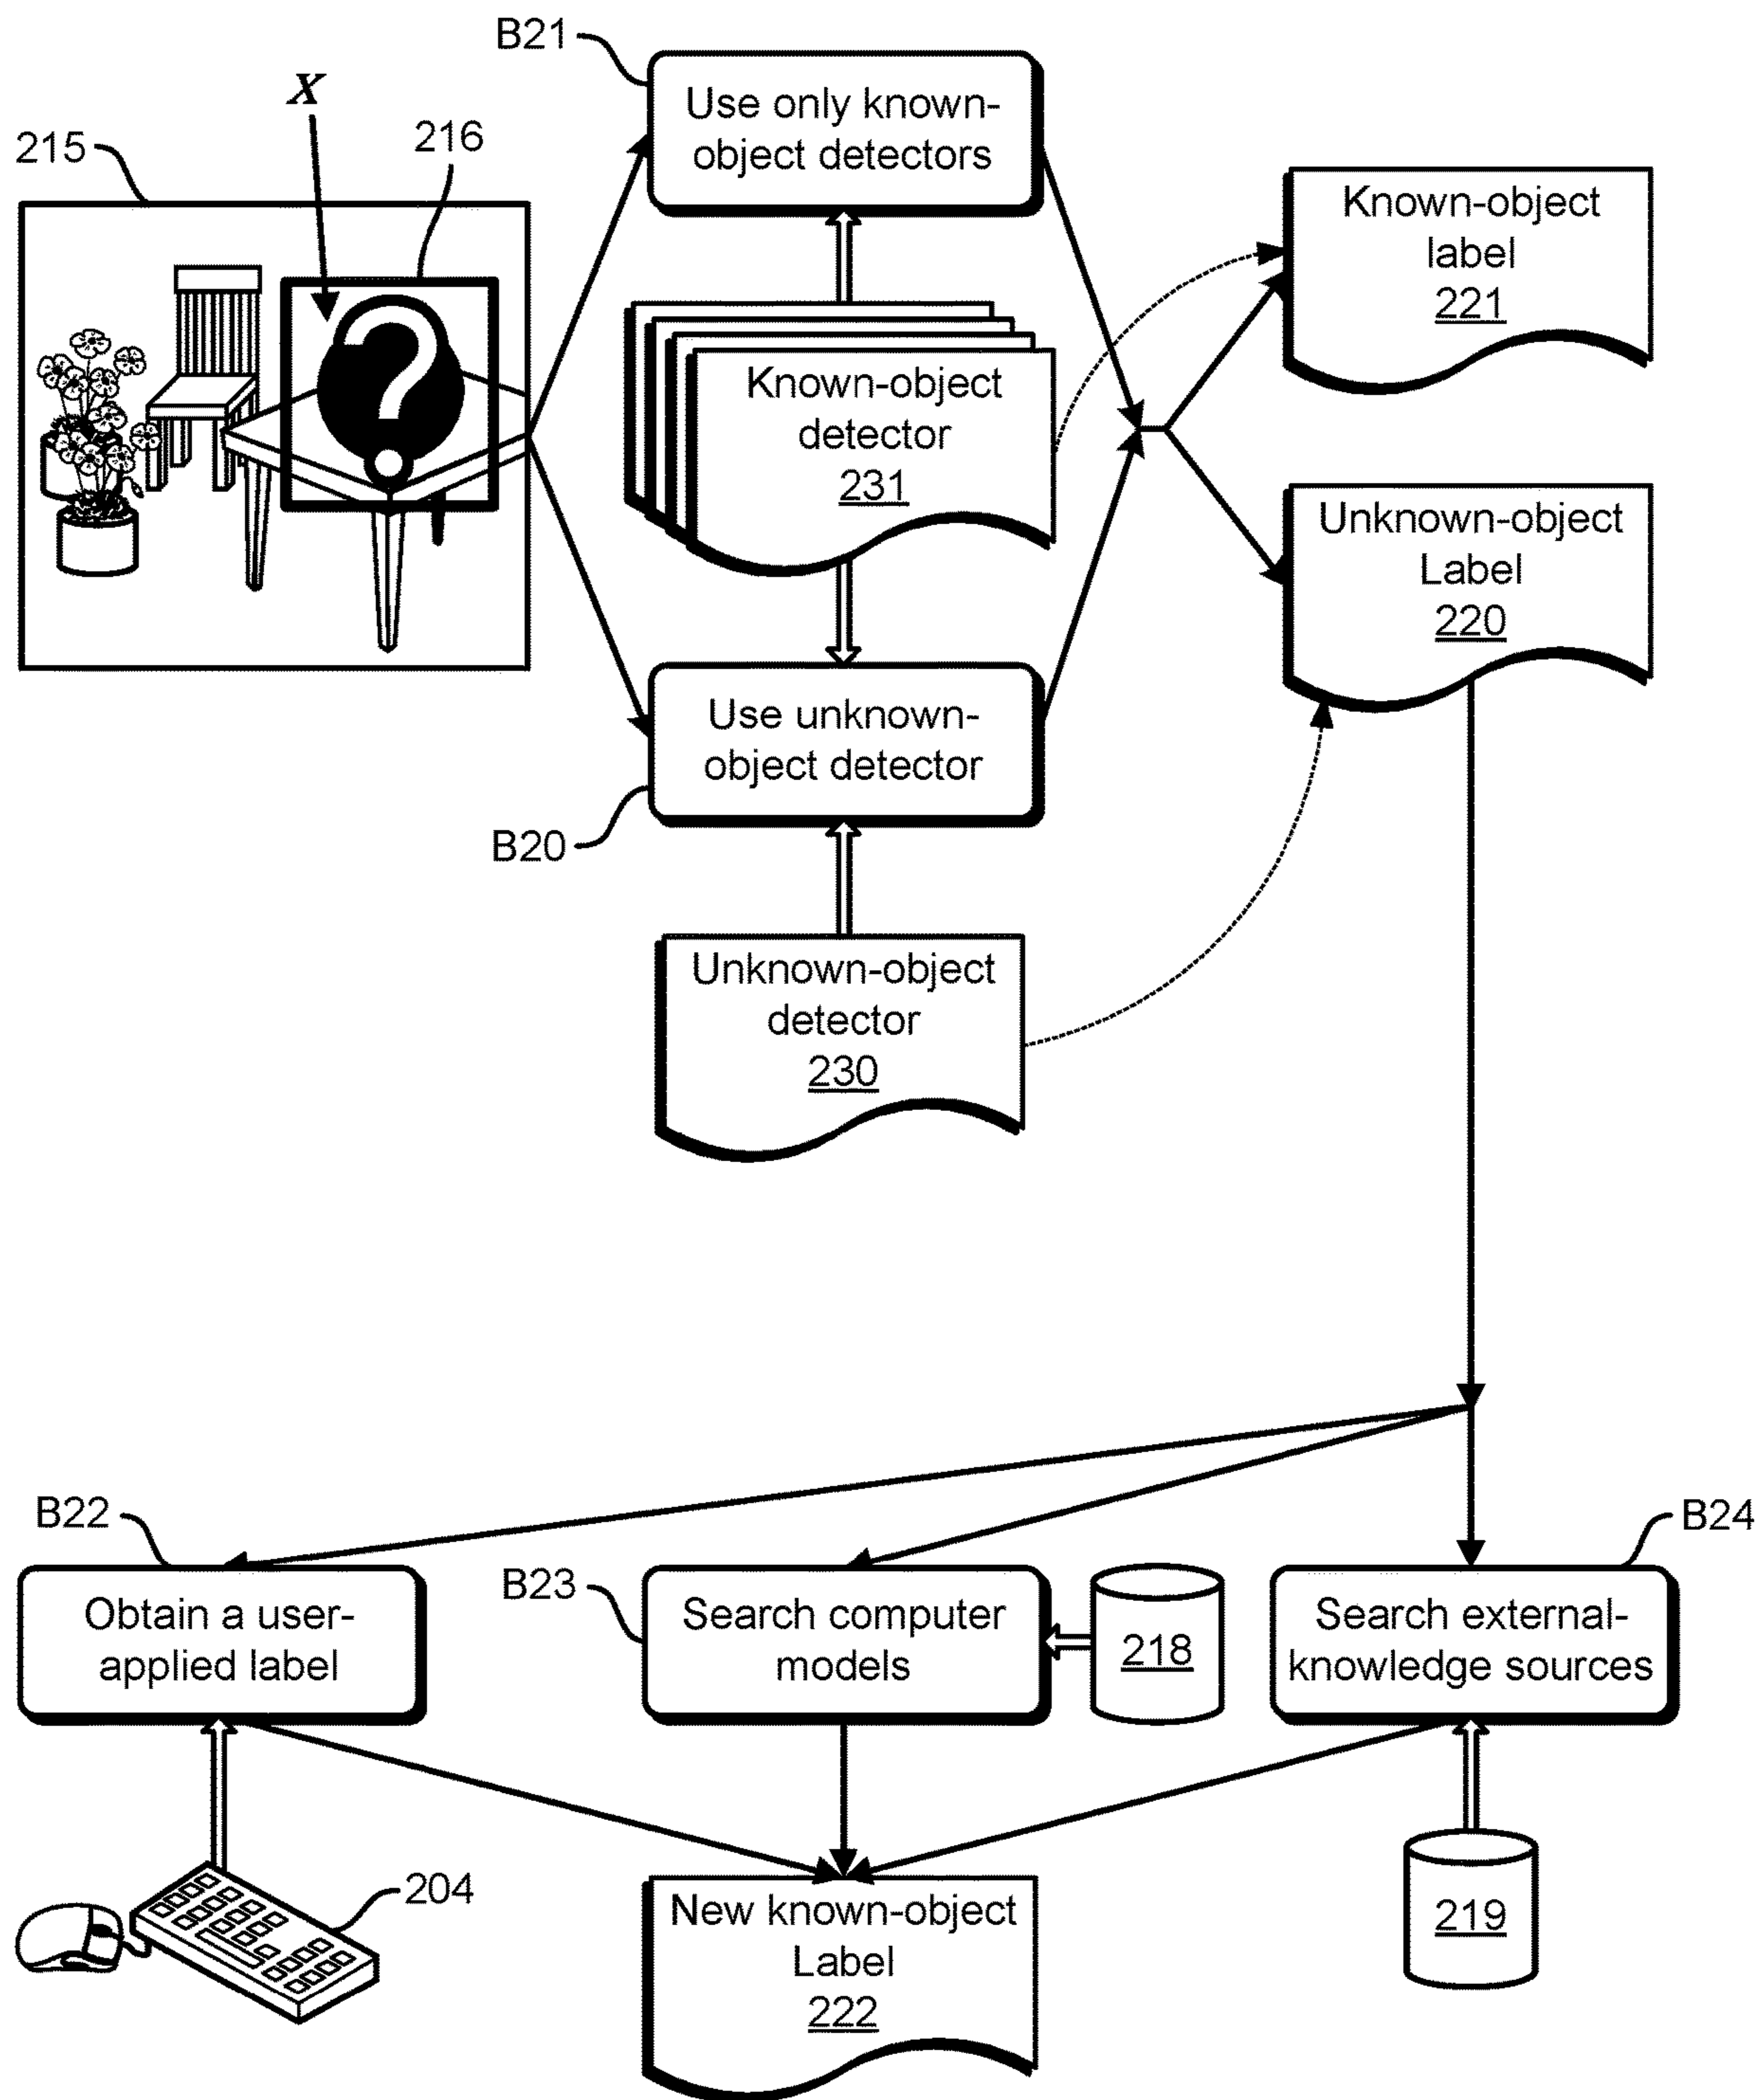 B21
X
216
215
Use only known-
object detectors
Known-object
label
221
?
Known-object
detector
231
Unknown-object
Label
220
Use unknown-
object detector
B20
Unknown-object
detector
230
B22
B24
B23
Obtain a user-
applied label
Search computer
models
218
Search external-
knowledge sources
204
New known-object
Label
222
219